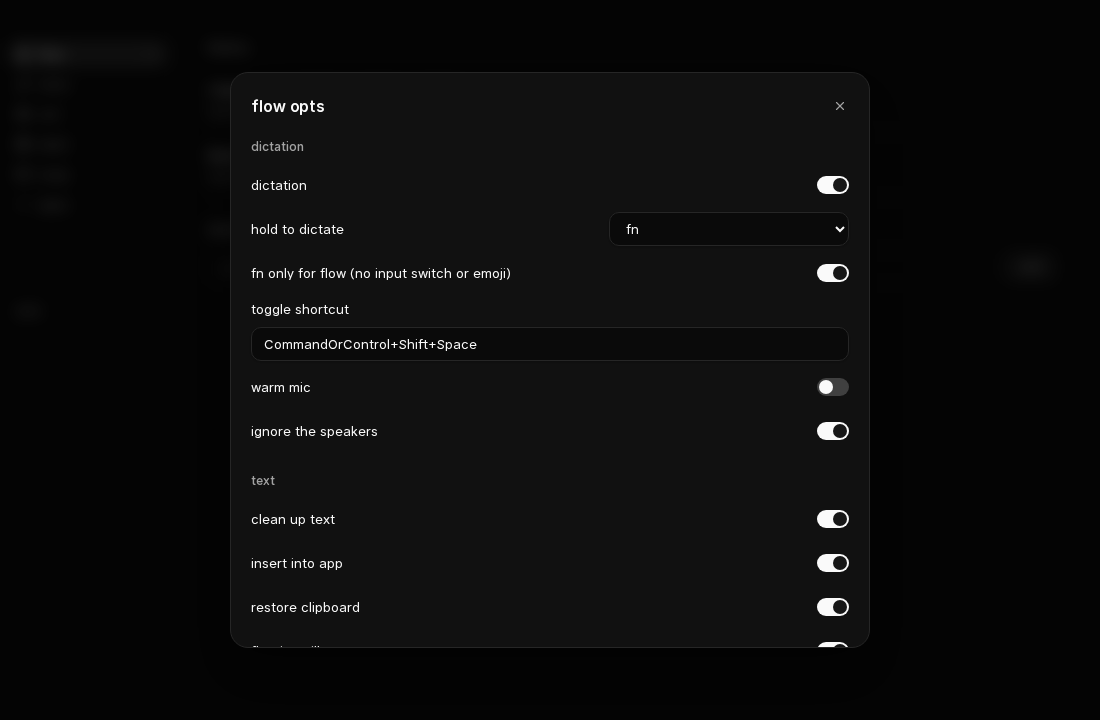 flow opts
dictation
dictation
hold to dictate
fn
fn only for flow (no input switch or emoji)
toggle shortcut
CommandOrControl+Shift+Space
warm mic
ignore the speakers
text
clean up text
insert into app
restore clipboard